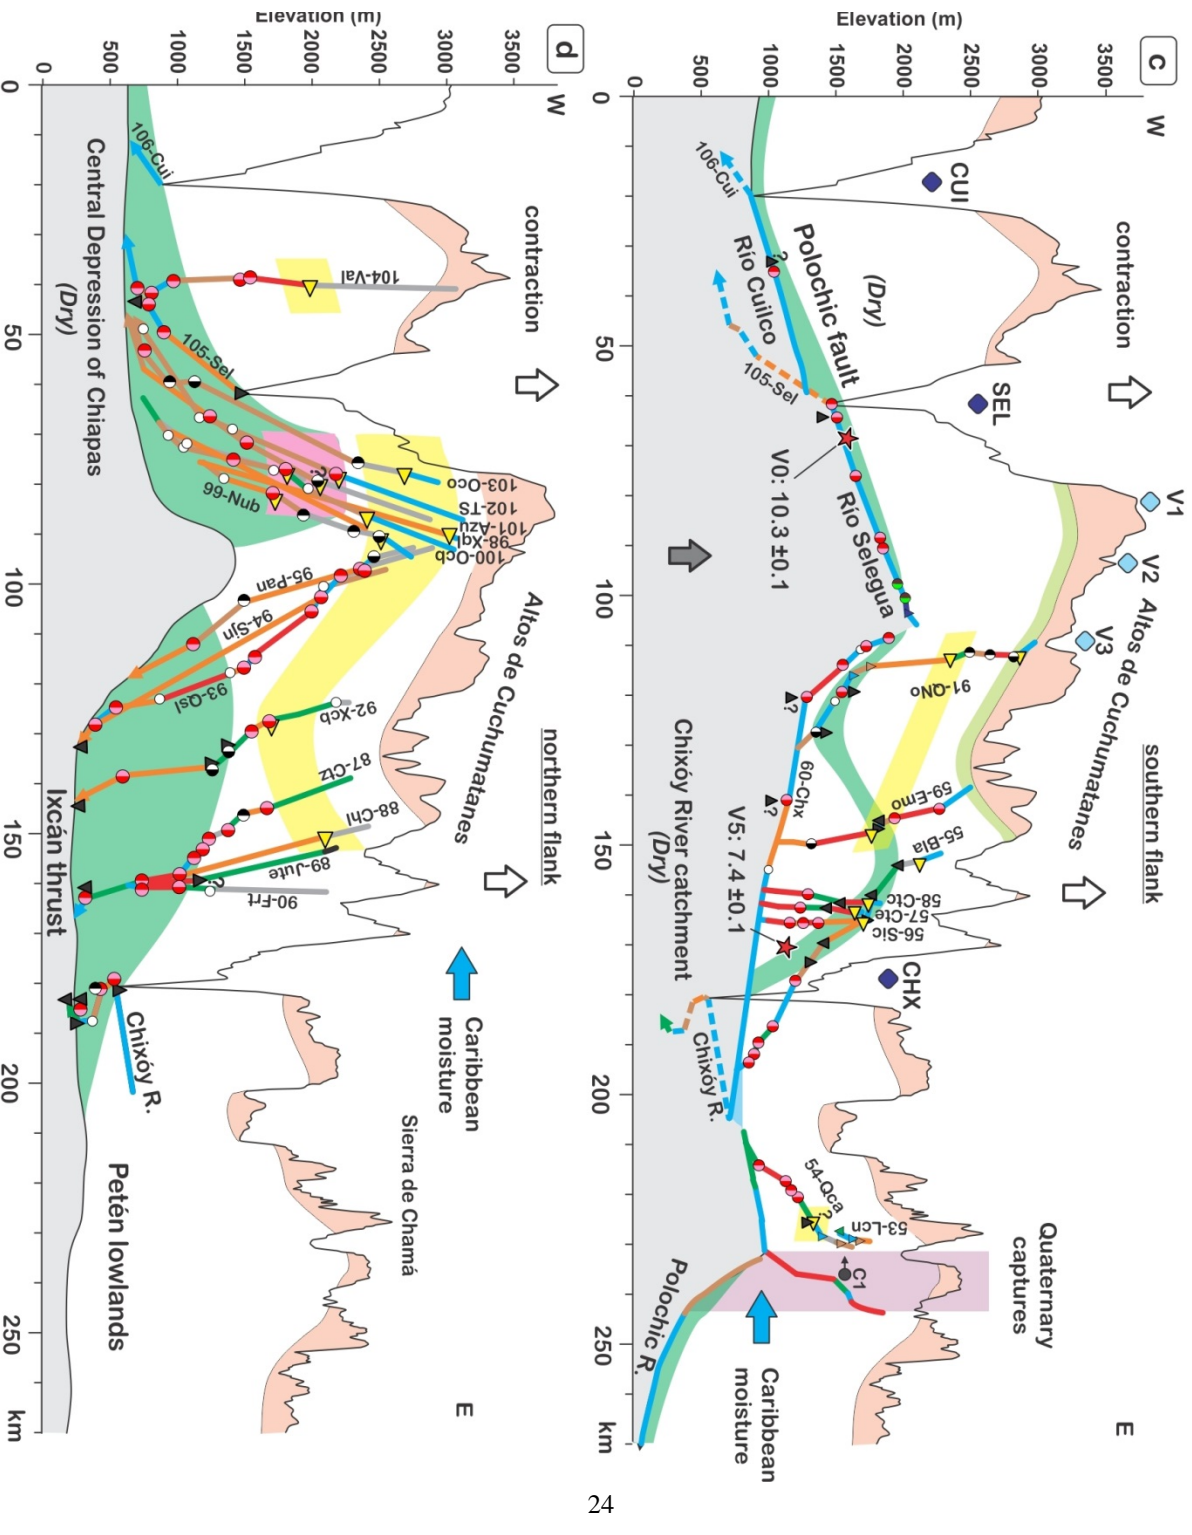 c
W
E
Elevation (m)
0
500
1000
1500
2000
2500
3000
3500
0
50
100
150
200
250
km
contraction
CUI
SEL
V1
V2
V3
CHX
Altos de Cuchumatanes
southern flank
Quaternary
captures
Polochic fault
(Dry)
Río Cuilco
106-Cui
105-Sel
?
V0: 10.3 ±0.1
Río Selegua
91-QNo
?
60-Chx
?
59-Emo
55-Bla
58-Ctc
57-Cte
56-Sic
V5: 7.4 ±0.1
Chixóy River catchment
(Dry)
Chixóy R.
54-Qca
?
53-Lcn
C1
Polochic R.
Caribbean
moisture
d
W
E
Elevation (m)
0
500
1000
1500
2000
2500
3000
3500
0
50
100
150
200
250
km
contraction
106-Cui
Central Depression of Chiapas
(Dry)
104-Val
105-Sel
103-Oco
102-TS
101-Azu
98-Xql
100-Ocb
?
99-Nuq
95-Pan
94-Sjn
93-Qsl
92-Xcb
87-Ctz
88-Chl
89-Jute
90-Frt
?
Altos de Cuchumatanes
northern flank
Ixcán thrust
Chixóy R.
Caribbean
moisture
Sierra de Chamá
Petén lowlands
24